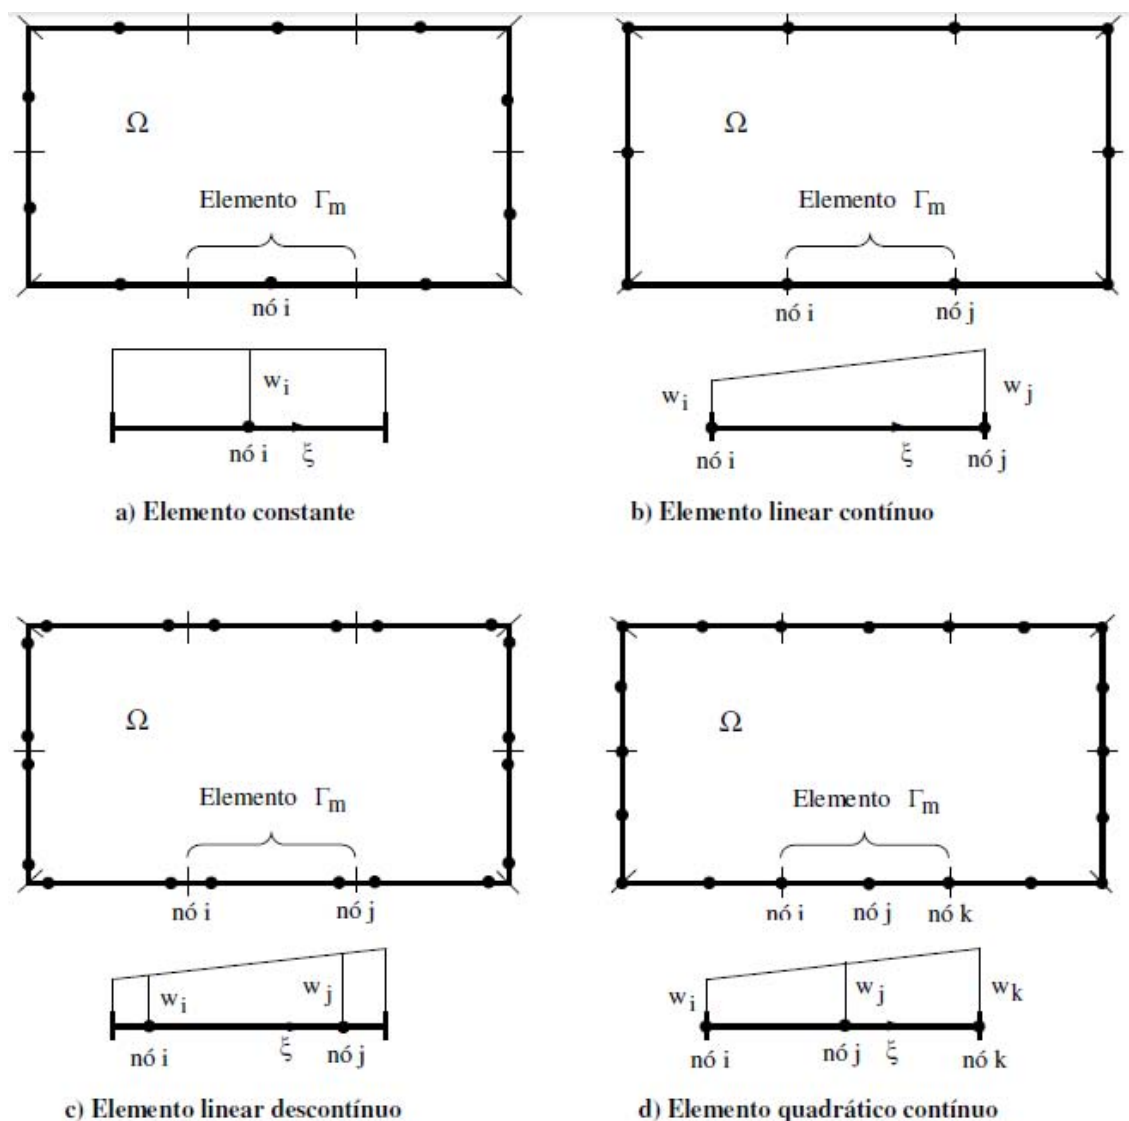 Ω
Elemento Γm
nó i
wi
nó i ξ
a) Elemento constante
Ω
Elemento Γm
nó i nó j
wi wj
nó i ξ nó j
b) Elemento linear contínuo
Ω
Elemento Γm
nó i nó j
wi wj
nó i ξ nó j
c) Elemento linear descontínuo
Ω
Elemento Γm
nó i nó j nó k
wi wj wk
nó i nó j ξ nó k
d) Elemento quadrático contínuo